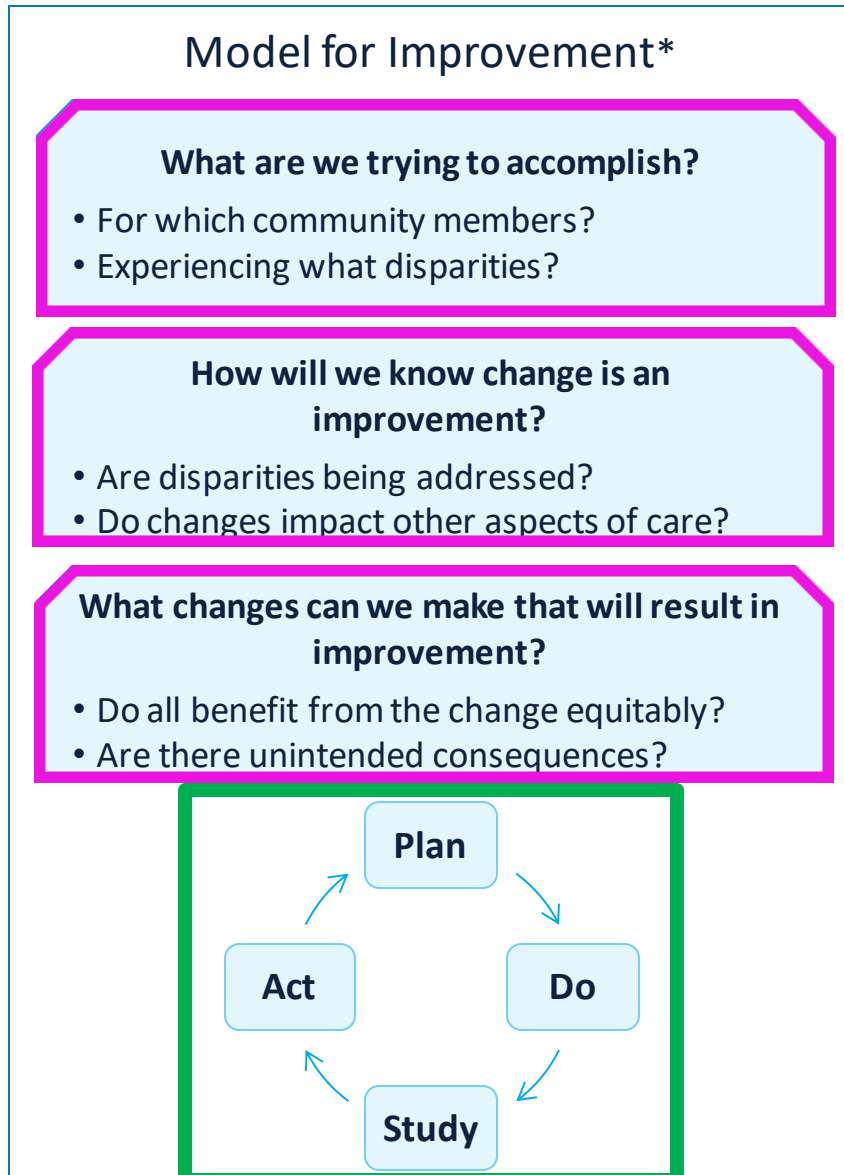 Model for Improvement*
What are we trying to accomplish?
• For which community members?
• Experiencing what disparities?
How will we know change is an
improvement?
• Are disparities being addressed?
• Do changes impact other aspects of care?
What changes can we make that will result in
improvement?
• Do all benefit from the change equitably?
• Are there unintended consequences?
Plan
Act
Do
Study